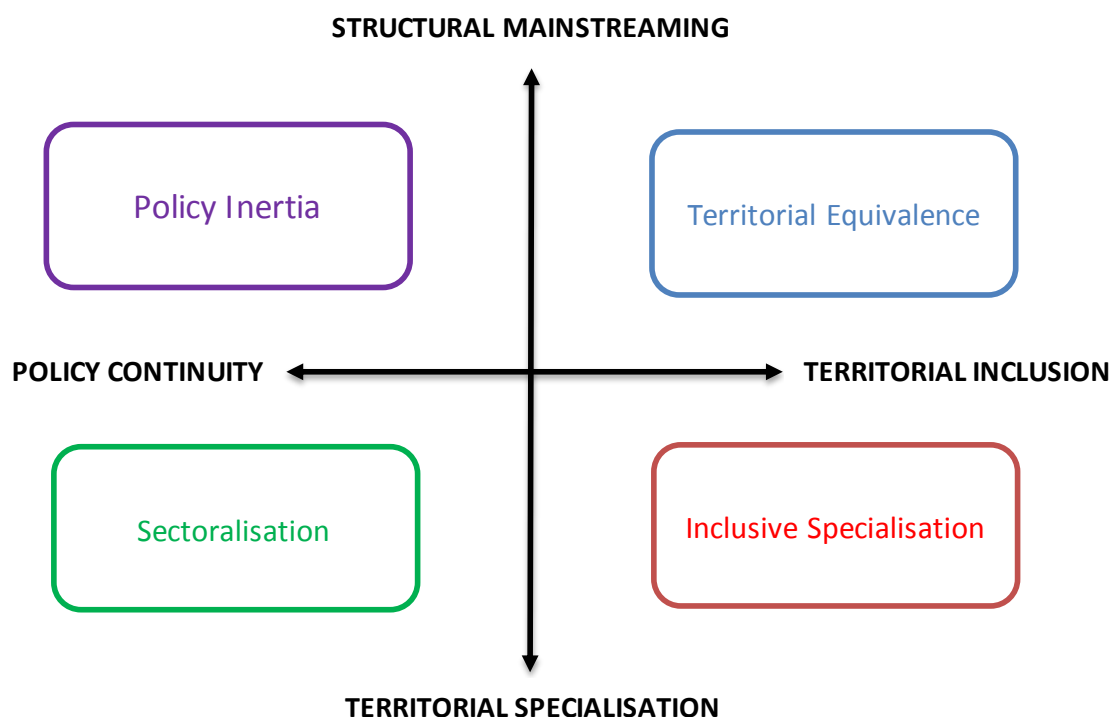 STRUCTURAL MAINSTREAMING
Policy Inertia
Territorial Equivalence
POLICY CONTINUITY
TERRITORIAL INCLUSION
Sectoralisation
Inclusive Specialisation
TERRITORIAL SPECIALISATION